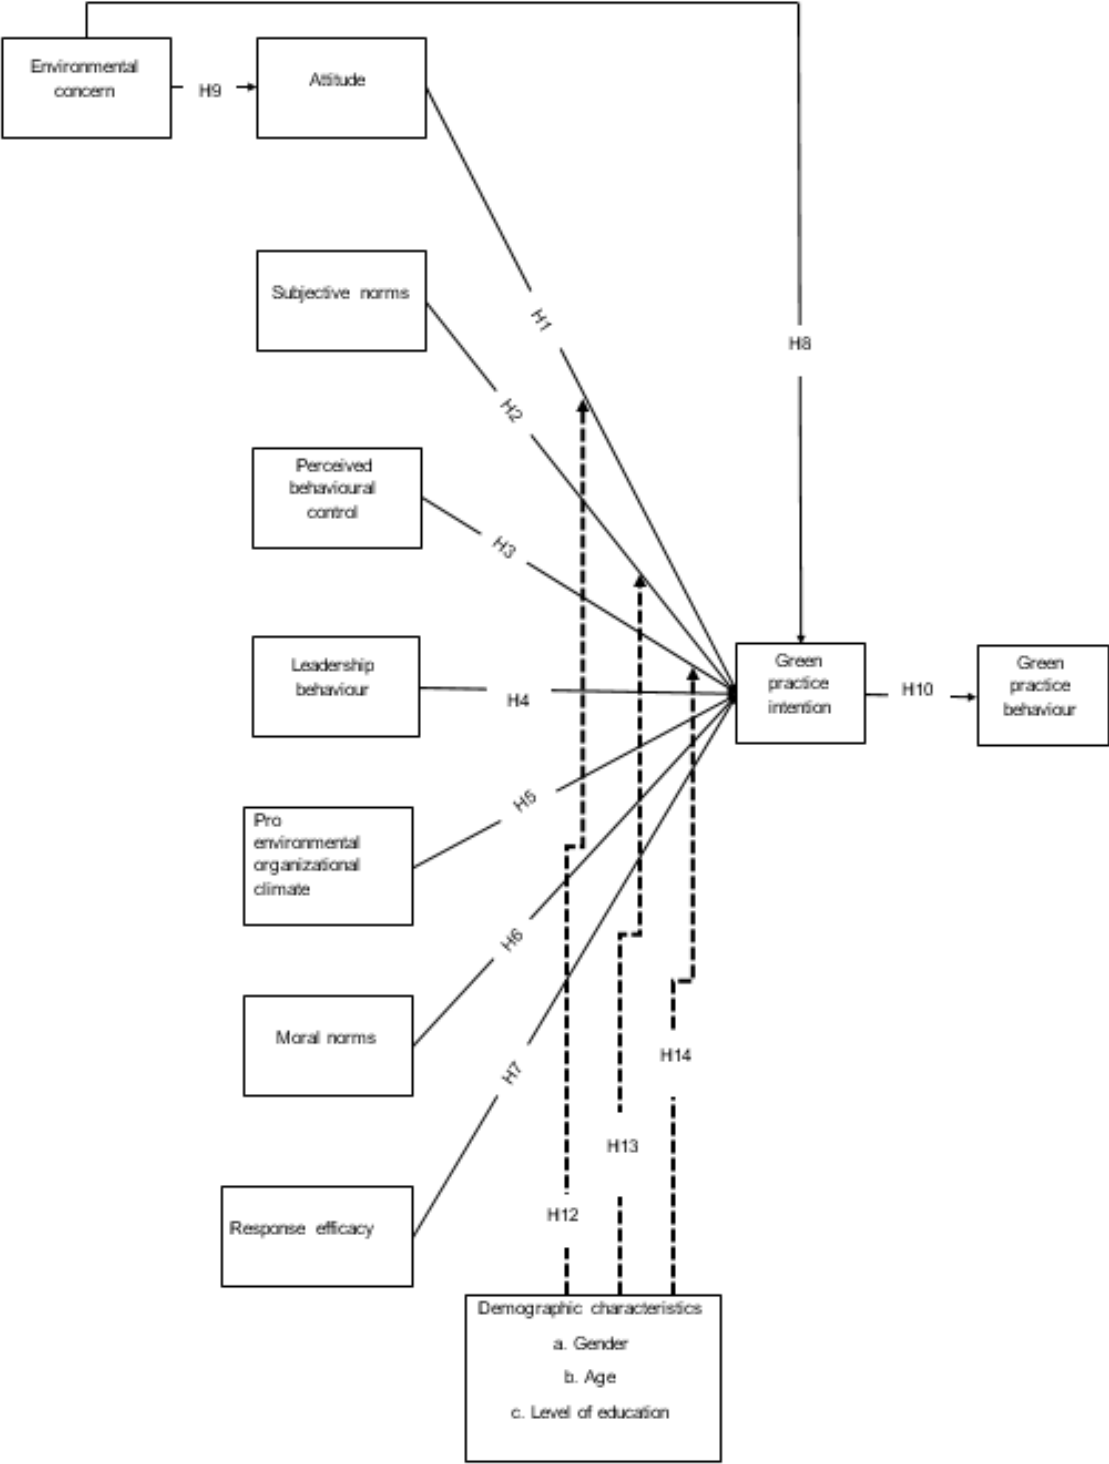 Environmental
concern
H9
Attitude
Subjective norms
H1
H8
H2
Perceived
behavioural
control
H3
Leadership
behaviour
H4
Green
practice
intention
H10
Green
practice
behaviour
Pro
environmental
organizational
climate
H5
H6
Moral norms
H7
H14
H13
Response efficacy
H12
Demographic characteristics
a. Gender
b. Age
c. Level of education